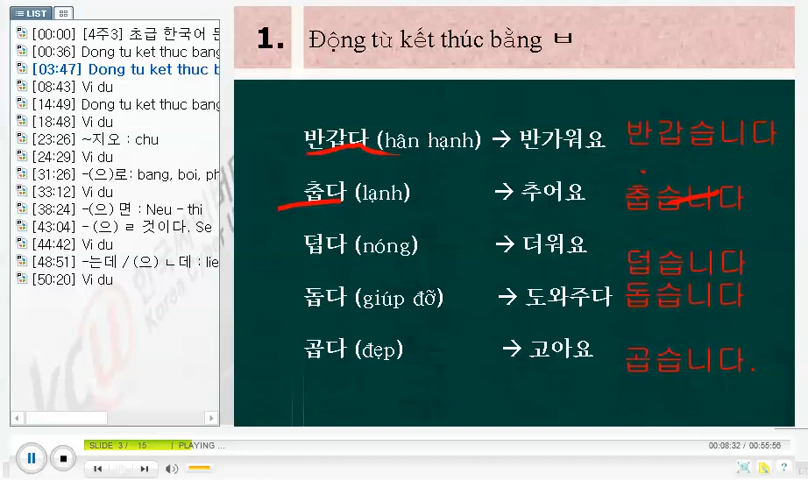 LIST
[00:00] [4주3] 초급 한국어 문
[00:36] Dong tu ket thuc bang
[03:47] Dong tu ket thuc b
[08:43] Vi du
[14:49] Dong tu ket thuc bang
[18:48] Vi du
[23:26] ~지오 : chu
[24:29] Vi du
[31:26] -(으)로: bang, boi, ph
[33:12] Vi du
[38:24] -(으) 면 : Neu - thi
[43:04] - (으) ㄹ 것이다. Se
[44:42] Vi du
[48:51] -는데 / (으) ㄴ데 : lie
[50:20] Vi du
1. Động từ kết thúc bằng ㅂ
반갑다 (hân hạnh) → 반가워요 반갑습니다
춥다 (lạnh) → 추어요 춥습니다
덥다 (nóng) → 더워요 덥습니다
돕다 (giúp đỡ) → 도와주다 돕습니다
곱다 (đẹp) → 고아요 곱습니다.
SLIDE 3 / 15 | PLAYING ...
00:08:32 / 00:55:56